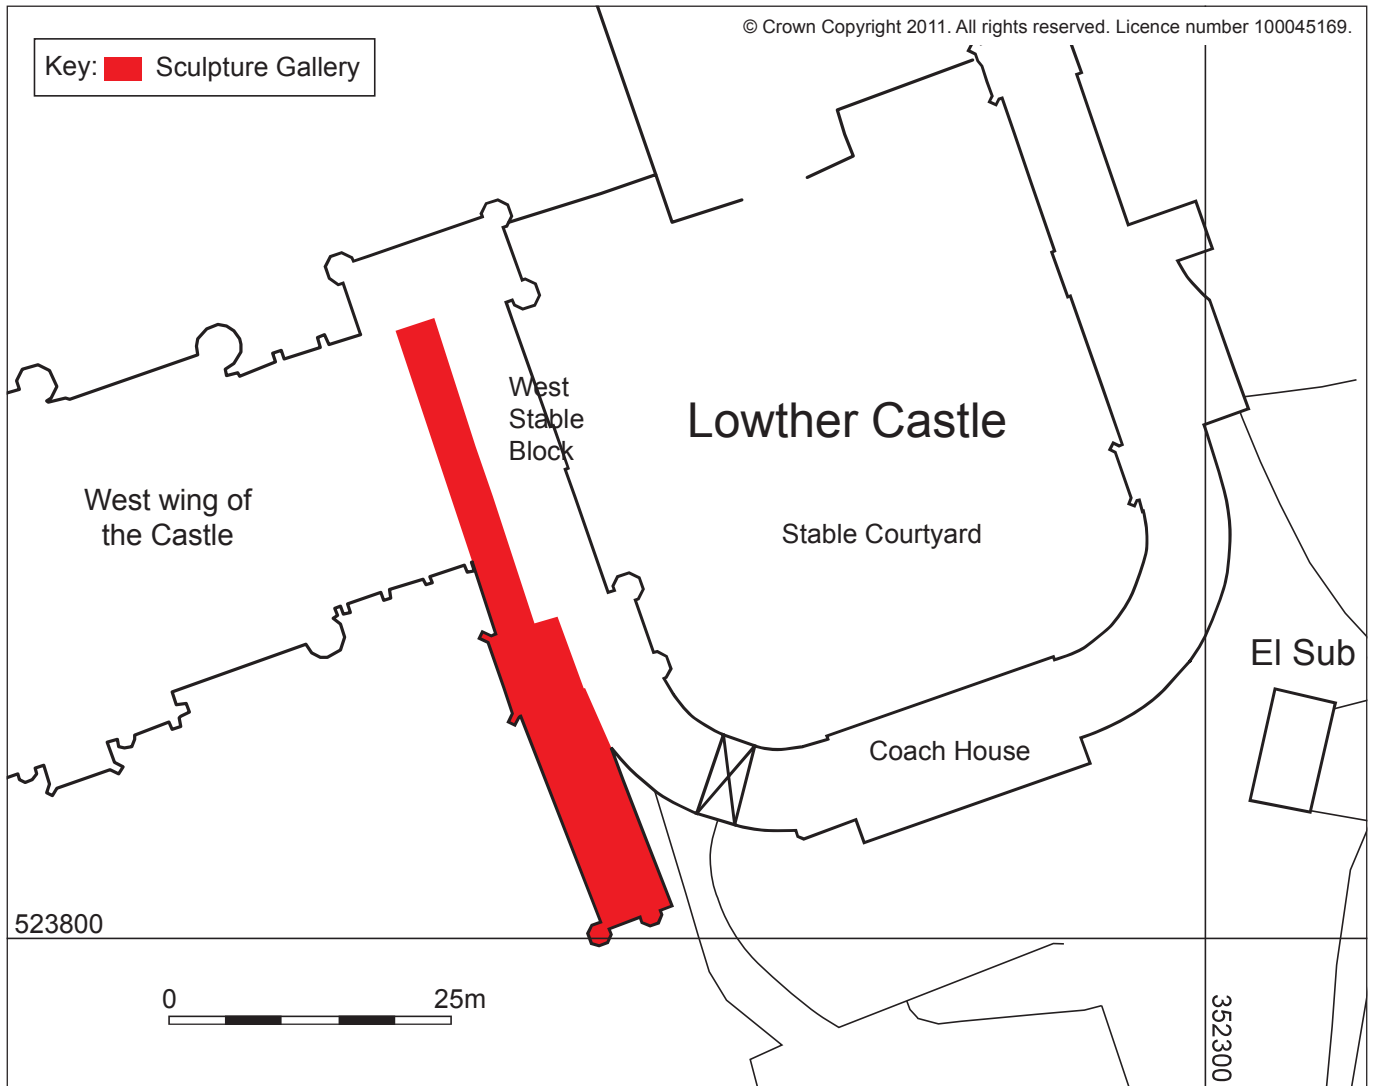 © Crown Copyright 2011. All rights reserved. Licence number 100045169.
Key: Sculpture Gallery
West
Stable
Block
Lowther Castle
West wing of
the Castle
Stable Courtyard
El Sub
Coach House
523800
0 25m
352300